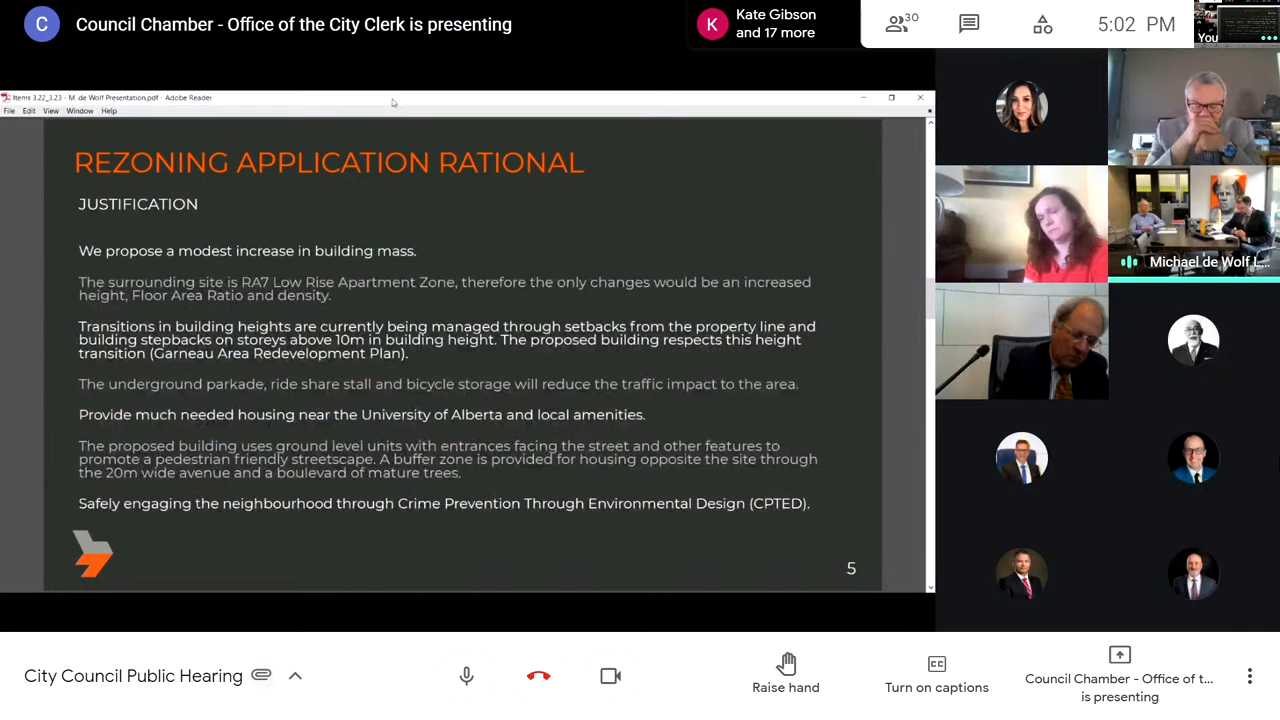 C
Council Chamber - Office of the City Clerk is presenting
K
Kate Gibson
and 17 more
30
5:02 PM
You
Items 3.22_3.23 - M. de Wolf Presentation.pdf - Adobe Reader
File Edit View Window Help
REZONING APPLICATION RATIONAL
JUSTIFICATION
We propose a modest increase in building mass.
The surrounding site is RA7 Low Rise Apartment Zone, therefore the only changes would be an increased
height, Floor Area Ratio and density.
Transitions in building heights are currently being managed through setbacks from the property line and
building stepbacks on storeys above 10m in building height. The proposed building respects this height
transition (Garneau Area Redevelopment Plan).
The underground parkade, ride share stall and bicycle storage will reduce the traffic impact to the area.
Provide much needed housing near the University of Alberta and local amenities.
The proposed building uses ground level units with entrances facing the street and other features to
promote a pedestrian friendly streetscape. A buffer zone is provided for housing opposite the site through
the 20m wide avenue and a boulevard of mature trees.
Safely engaging the neighbourhood through Crime Prevention Through Environmental Design (CPTED).
5
Michael de Wolf L...
City Council Public Hearing
Raise hand
CC
Turn on captions
Council Chamber - Office of t...
is presenting